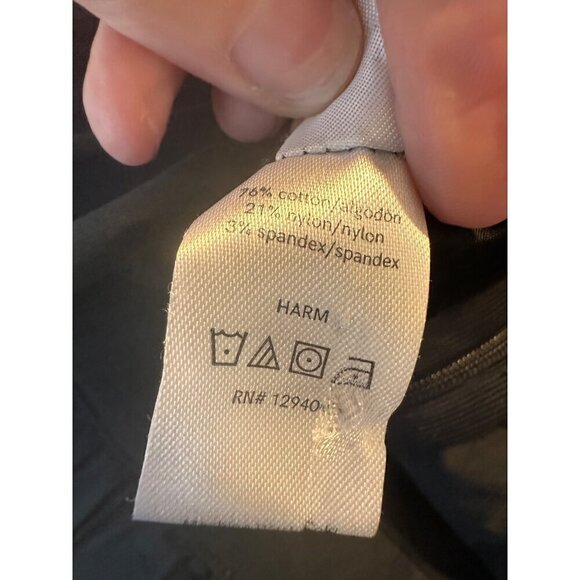 76% cotton/algodón
21% nylon/nylon
3% spandex/spandex
HARM
RN# 12940